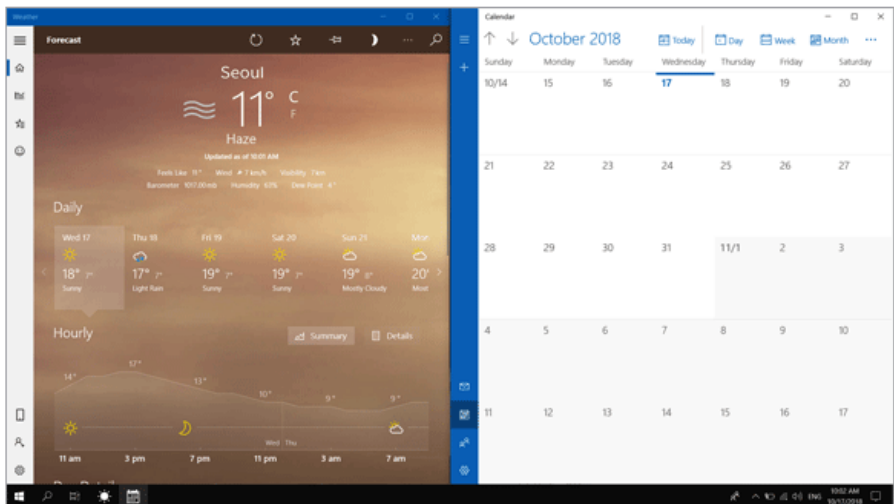 Weather
Forecast
Seoul
11° C
F
Haze
Updated as of 10:01 AM
Feels Like 11° Wind 7 km/h Visibility 7 km
Barometer 1017.00 mb Humidity 63% Dew Point 4°
Daily
Wed 17 Thu 18 Fri 19 Sat 20 Sun 21 Mon
18° 7° 17° 7° 19° 7° 19° 7° 19° 8° 20°
Sunny Light Rain Sunny Sunny Mostly Cloudy Most
Hourly
Summary Details
14° 17° 13° 10° 9° 9°
Wed Thu
11 am 3 pm 7 pm 11 pm 3 am 7 am
Calendar
October 2018 Today Day Week Month
Sunday Monday Tuesday Wednesday Thursday Friday Saturday
10/14 15 16 17 18 19 20
21 22 23 24 25 26 27
28 29 30 31 11/1 2 3
4 5 6 7 8 9 10
11 12 13 14 15 16 17
ENG
10:02 AM
10/17/2018